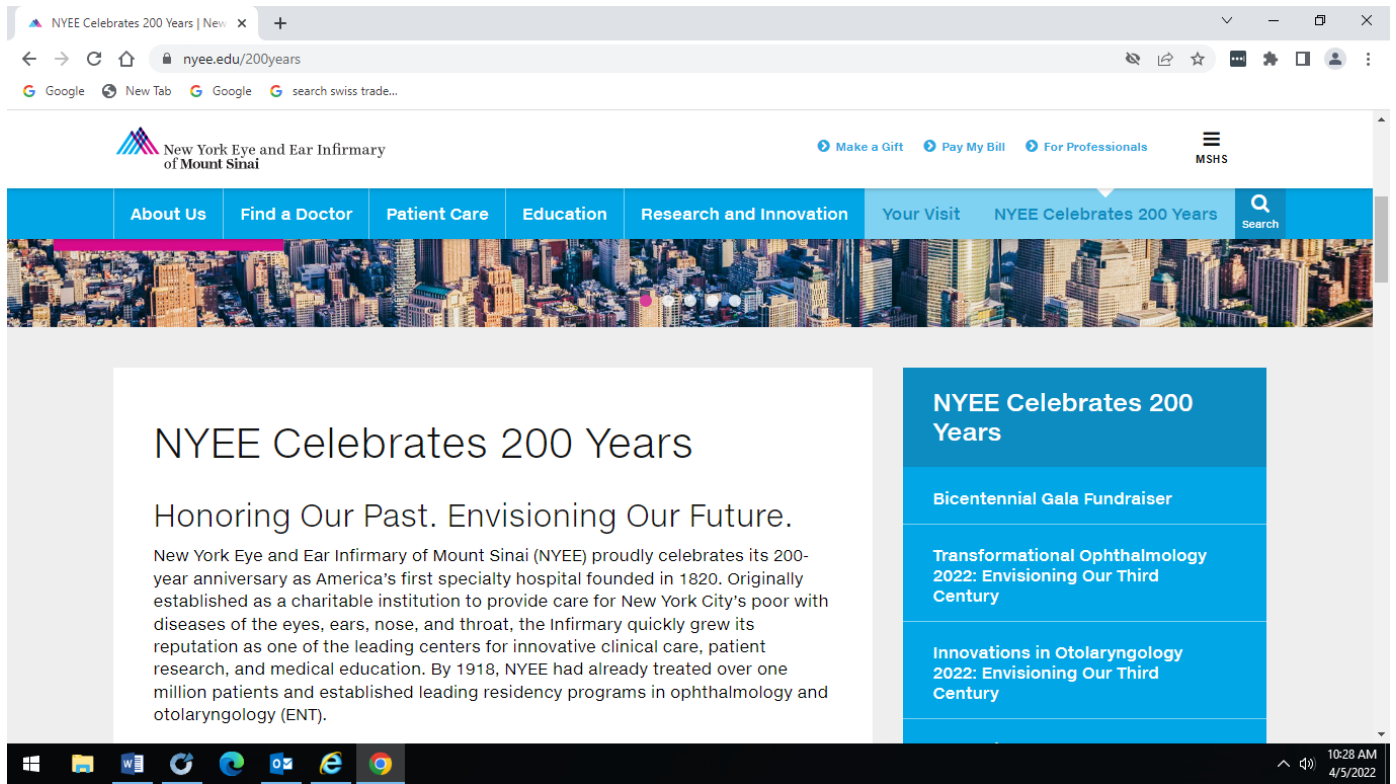 NYEE Celebrates 200 Years | New
nyee.edu/200years
Google New Tab Google search swiss trade...
New York Eye and Ear Infirmary
of Mount Sinai
Make a Gift Pay My Bill For Professionals
MSHS
About Us Find a Doctor Patient Care Education Research and Innovation Your Visit NYEE Celebrates 200 Years
Search
NYEE Celebrates 200 Years
Honoring Our Past. Envisioning Our Future.
New York Eye and Ear Infirmary of Mount Sinai (NYEE) proudly celebrates its 200-
year anniversary as America's first specialty hospital founded in 1820. Originally
established as a charitable institution to provide care for New York City's poor with
diseases of the eyes, ears, nose, and throat, the Infirmary quickly grew its
reputation as one of the leading centers for innovative clinical care, patient
research, and medical education. By 1918, NYEE had already treated over one
million patients and established leading residency programs in ophthalmology and
otolaryngology (ENT).
NYEE Celebrates 200
Years
Bicentennial Gala Fundraiser
Transformational Ophthalmology
2022: Envisioning Our Third
Century
Innovations in Otolaryngology
2022: Envisioning Our Third
Century
10:28 AM
4/5/2022